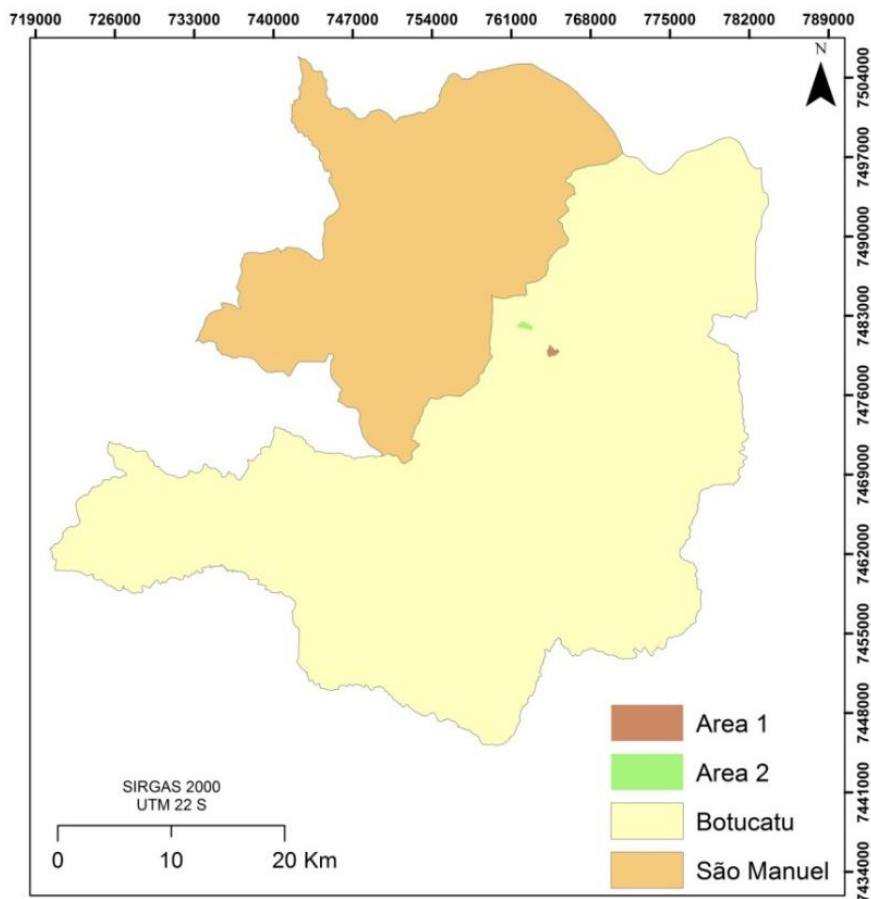 719000 726000 733000 740000 747000 754000 761000 768000 775000 782000 789000
N
7504000
7497000
7490000
7483000
7476000
7469000
7462000
7455000
7448000
7441000
7434000
Area 1
Area 2
Botucatu
São Manuel
SIRGAS 2000
UTM 22 S
0 10 20 Km